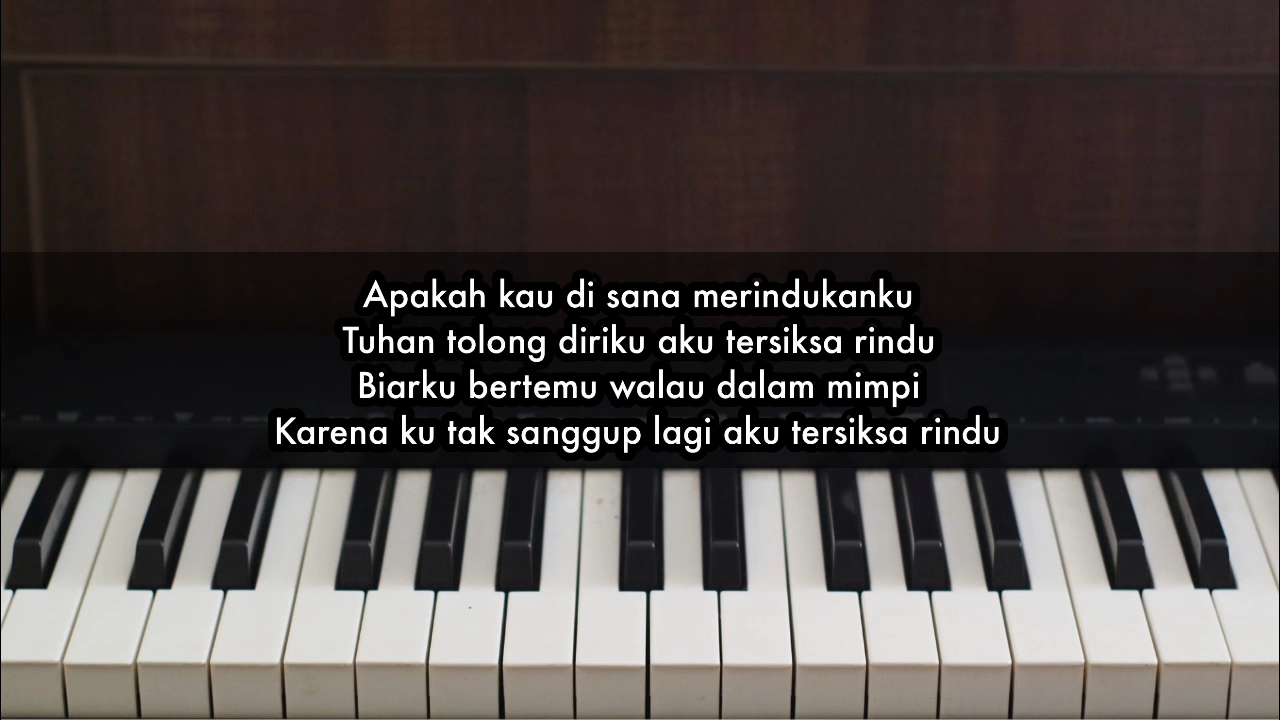 Apakah kau di sana merindukanku
Tuhan tolong diriku aku tersiksa rindu
Biarku bertemu walau dalam mimpi
Karena ku tak sanggup lagi aku tersiksa rindu